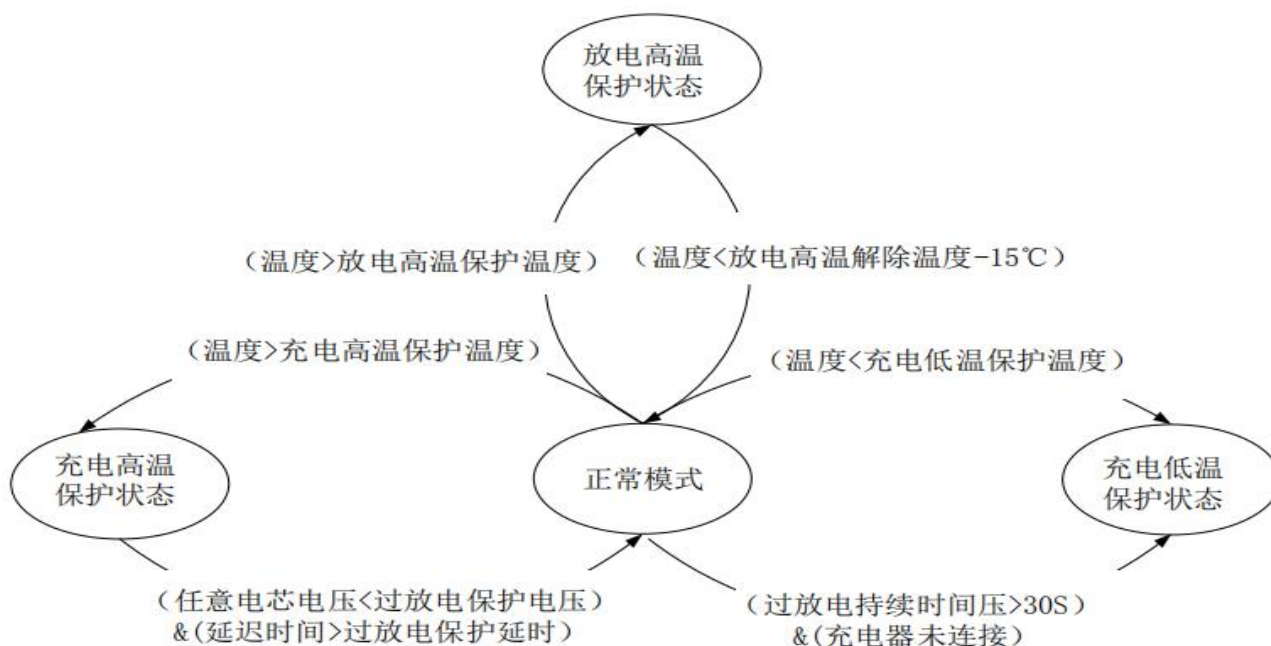 放电高温
保护状态
（温度>放电高温保护温度）
（温度<放电高温解除温度-15℃）
（温度>充电高温保护温度）
（温度<充电低温保护温度）
充电高温
保护状态
正常模式
充电低温
保护状态
（任意电芯电压<过放电保护电压）
&(延迟时间>过放电保护延时）
（过放电持续时间压>30S）
&(充电器未连接）